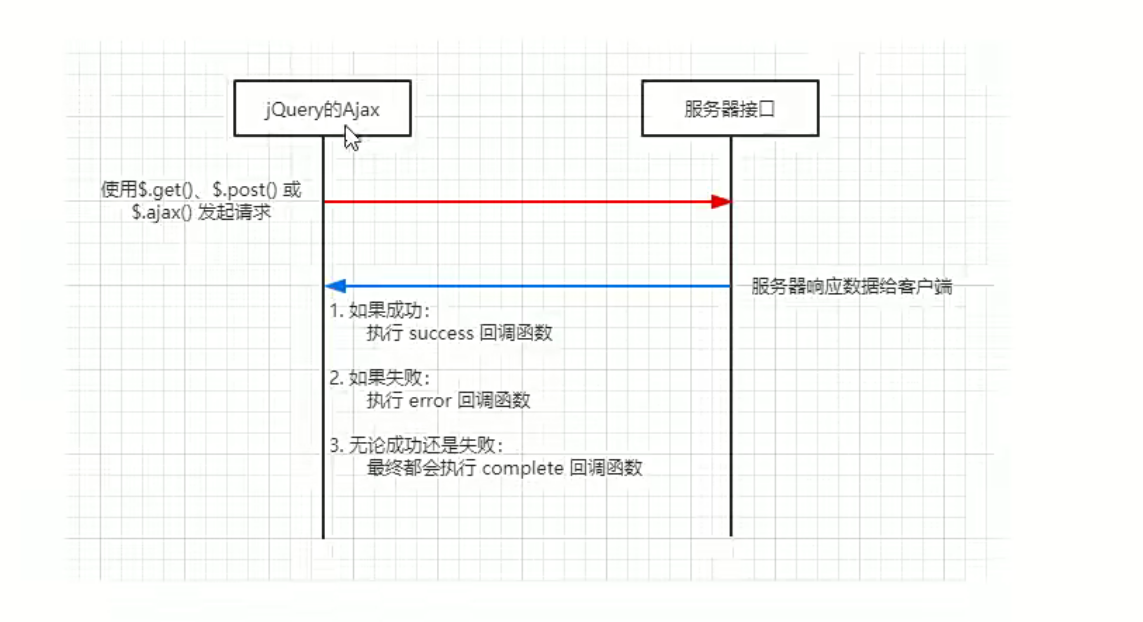 jQuery的Ajax
服务器接口
使用$.get()、$.post() 或
$.ajax() 发起请求
服务器响应数据给客户端
1. 如果成功：
执行 success 回调函数
2. 如果失败：
执行 error 回调函数
3. 无论成功还是失败：
最终都会执行 complete 回调函数